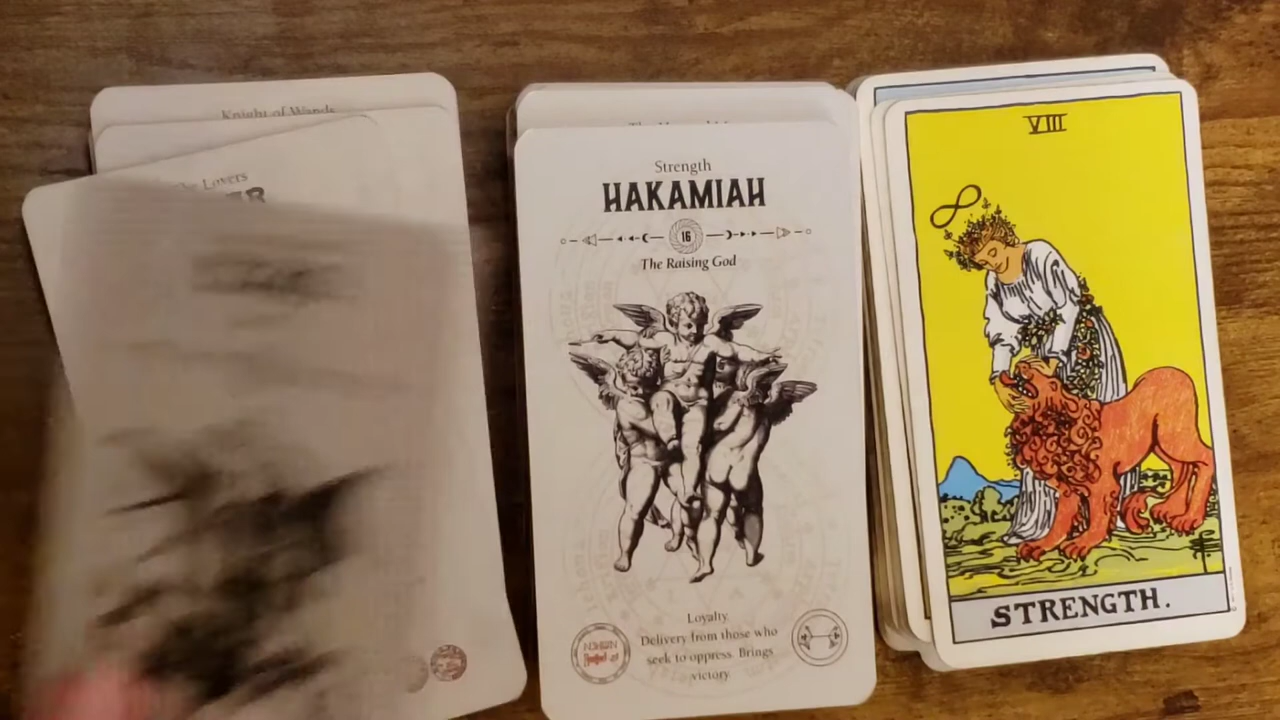 Knight of Wands
The Lovers
Strength
HAKAMIAH
16
The Raising God
Loyalty
Delivery from those who
seek to oppress. Brings
victory.
VIII
STRENGTH.